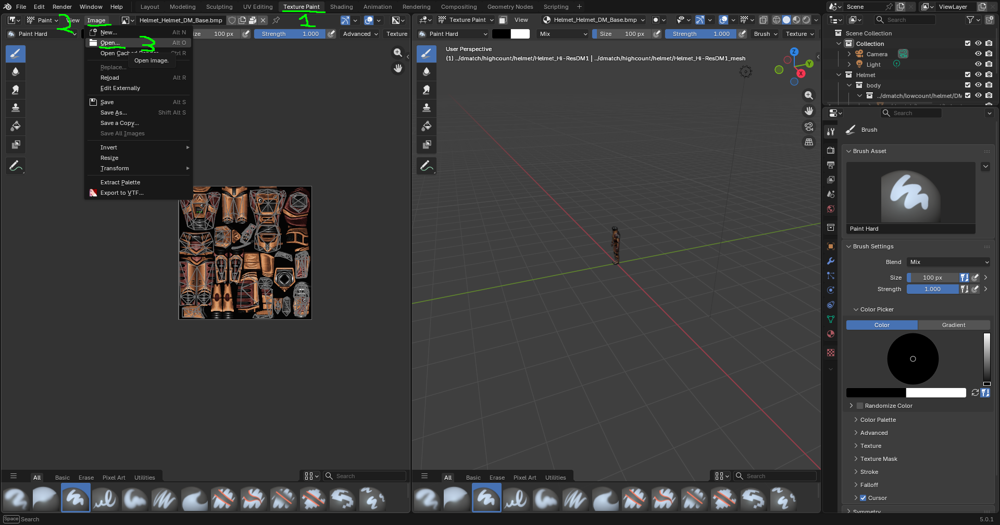 File Edit Render Window Help Layout Modeling Sculpting UV Editing Texture Paint Shading Animation Rendering Compositing Geometry Nodes Scripting + Scene ViewLayer
1
2
3
Paint View Image Helmet_Helmet_DM_Base.bmp
Paint Hard Size 100 px Strength 1.000 Advanced Texture
New... Alt N
Open... Alt O
Open Cached Render Ctrl R
Open image.
Replace...
Reload Alt R
Edit Externally
Save Alt S
Save As... Shift Alt S
Save a Copy...
Save All Images
Invert
Resize
Transform
Extract Palette
Export to VTF...
All Basic Erase Pixel Art Utilities Search
Texture Paint View Helmet_Helmet_DM_Base.bmp
Paint Hard Mix Size 100 px Strength 1.000 Brush Texture
User Perspective
(1) ../dmatch/highcount/helmet/Helmet_Hi-ResDM1 | ../dmatch/highcount/helmet/Helmet_Hi-ResDM1_mesh
Z
Y
X
All Basic Erase Pixel Art Utilities Search
Search
Scene Collection
Collection
Camera
Light
Helmet
body
../dmatch/lowcount/helmet/DM
Search
Brush
Brush Asset
Paint Hard
Brush Settings
Blend Mix
Size 100 px
Strength 1.000
Color Picker
Color Gradient
Randomize Color
Color Palette
Advanced
Texture
Texture Mask
Stroke
Falloff
Cursor
Symmetry
Space Search
5.0.1